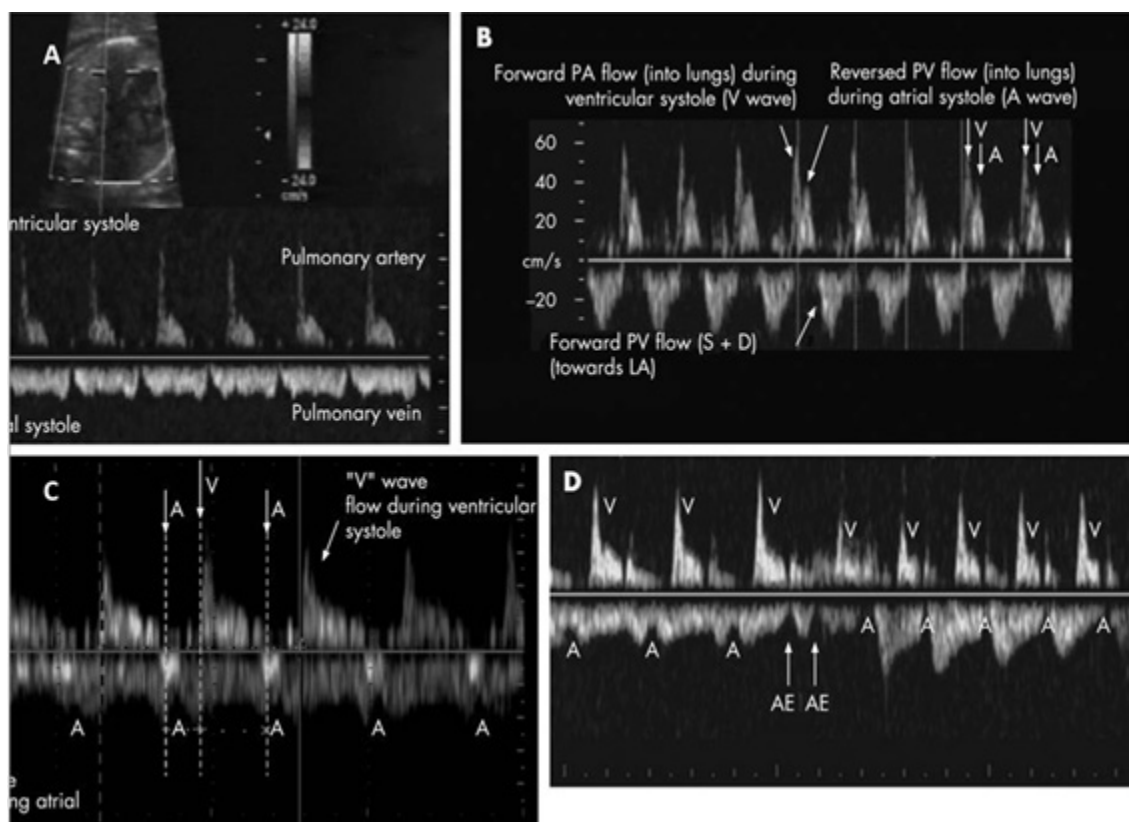 A
+ 24.0
- 24.0
cm/s
ntricular systole
Pulmonary artery
Pulmonary vein
al systole
B
Forward PA flow (into lungs) during
ventricular systole (V wave)
Reversed PV flow (into lungs)
during atrial systole (A wave)
V
V
A
A
60
40
20
cm/s
-20
Forward PV flow (S + D)
(towards LA)
C
A
V
A
"V" wave
flow during ventricular
systole
A
A
A
A
A
e
ng atrial
D
V
V
V
V
V
V
V
V
A
A
A
A
A
A
A
A
AE
AE